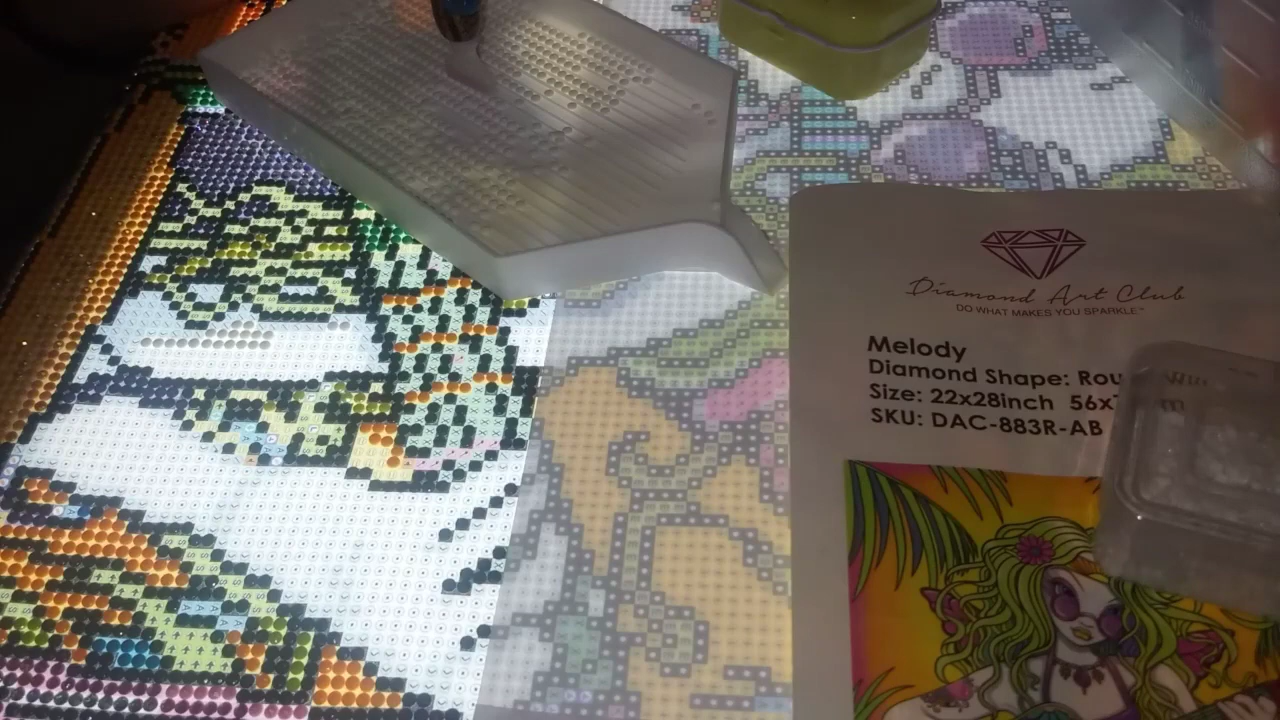 Diamond Art Club
DO WHAT MAKES YOU SPARKLE™
Melody
Diamond Shape: Rou
Size: 22x28inch 56x7
SKU: DAC-883R-AB